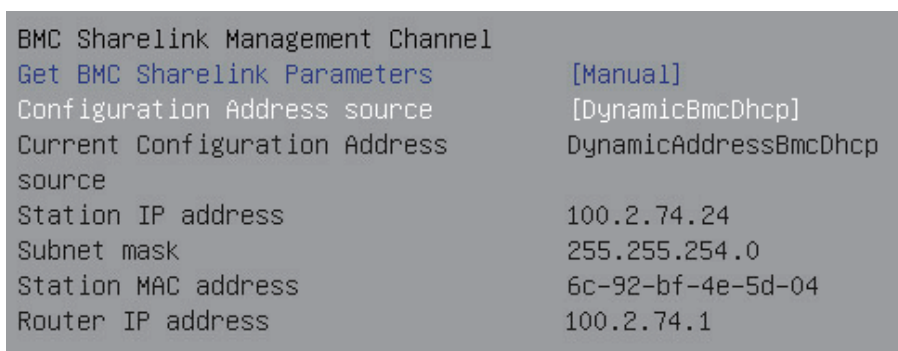 BMC Sharelink Management Channel
Get BMC Sharelink Parameters [Manual]
Configuration Address source [DynamicBmcDhcp]
Current Configuration Address DynamicAddressBmcDhcp
source
Station IP address 100.2.74.24
Subnet mask 255.255.254.0
Station MAC address 6c-92-bf-4e-5d-04
Router IP address 100.2.74.1